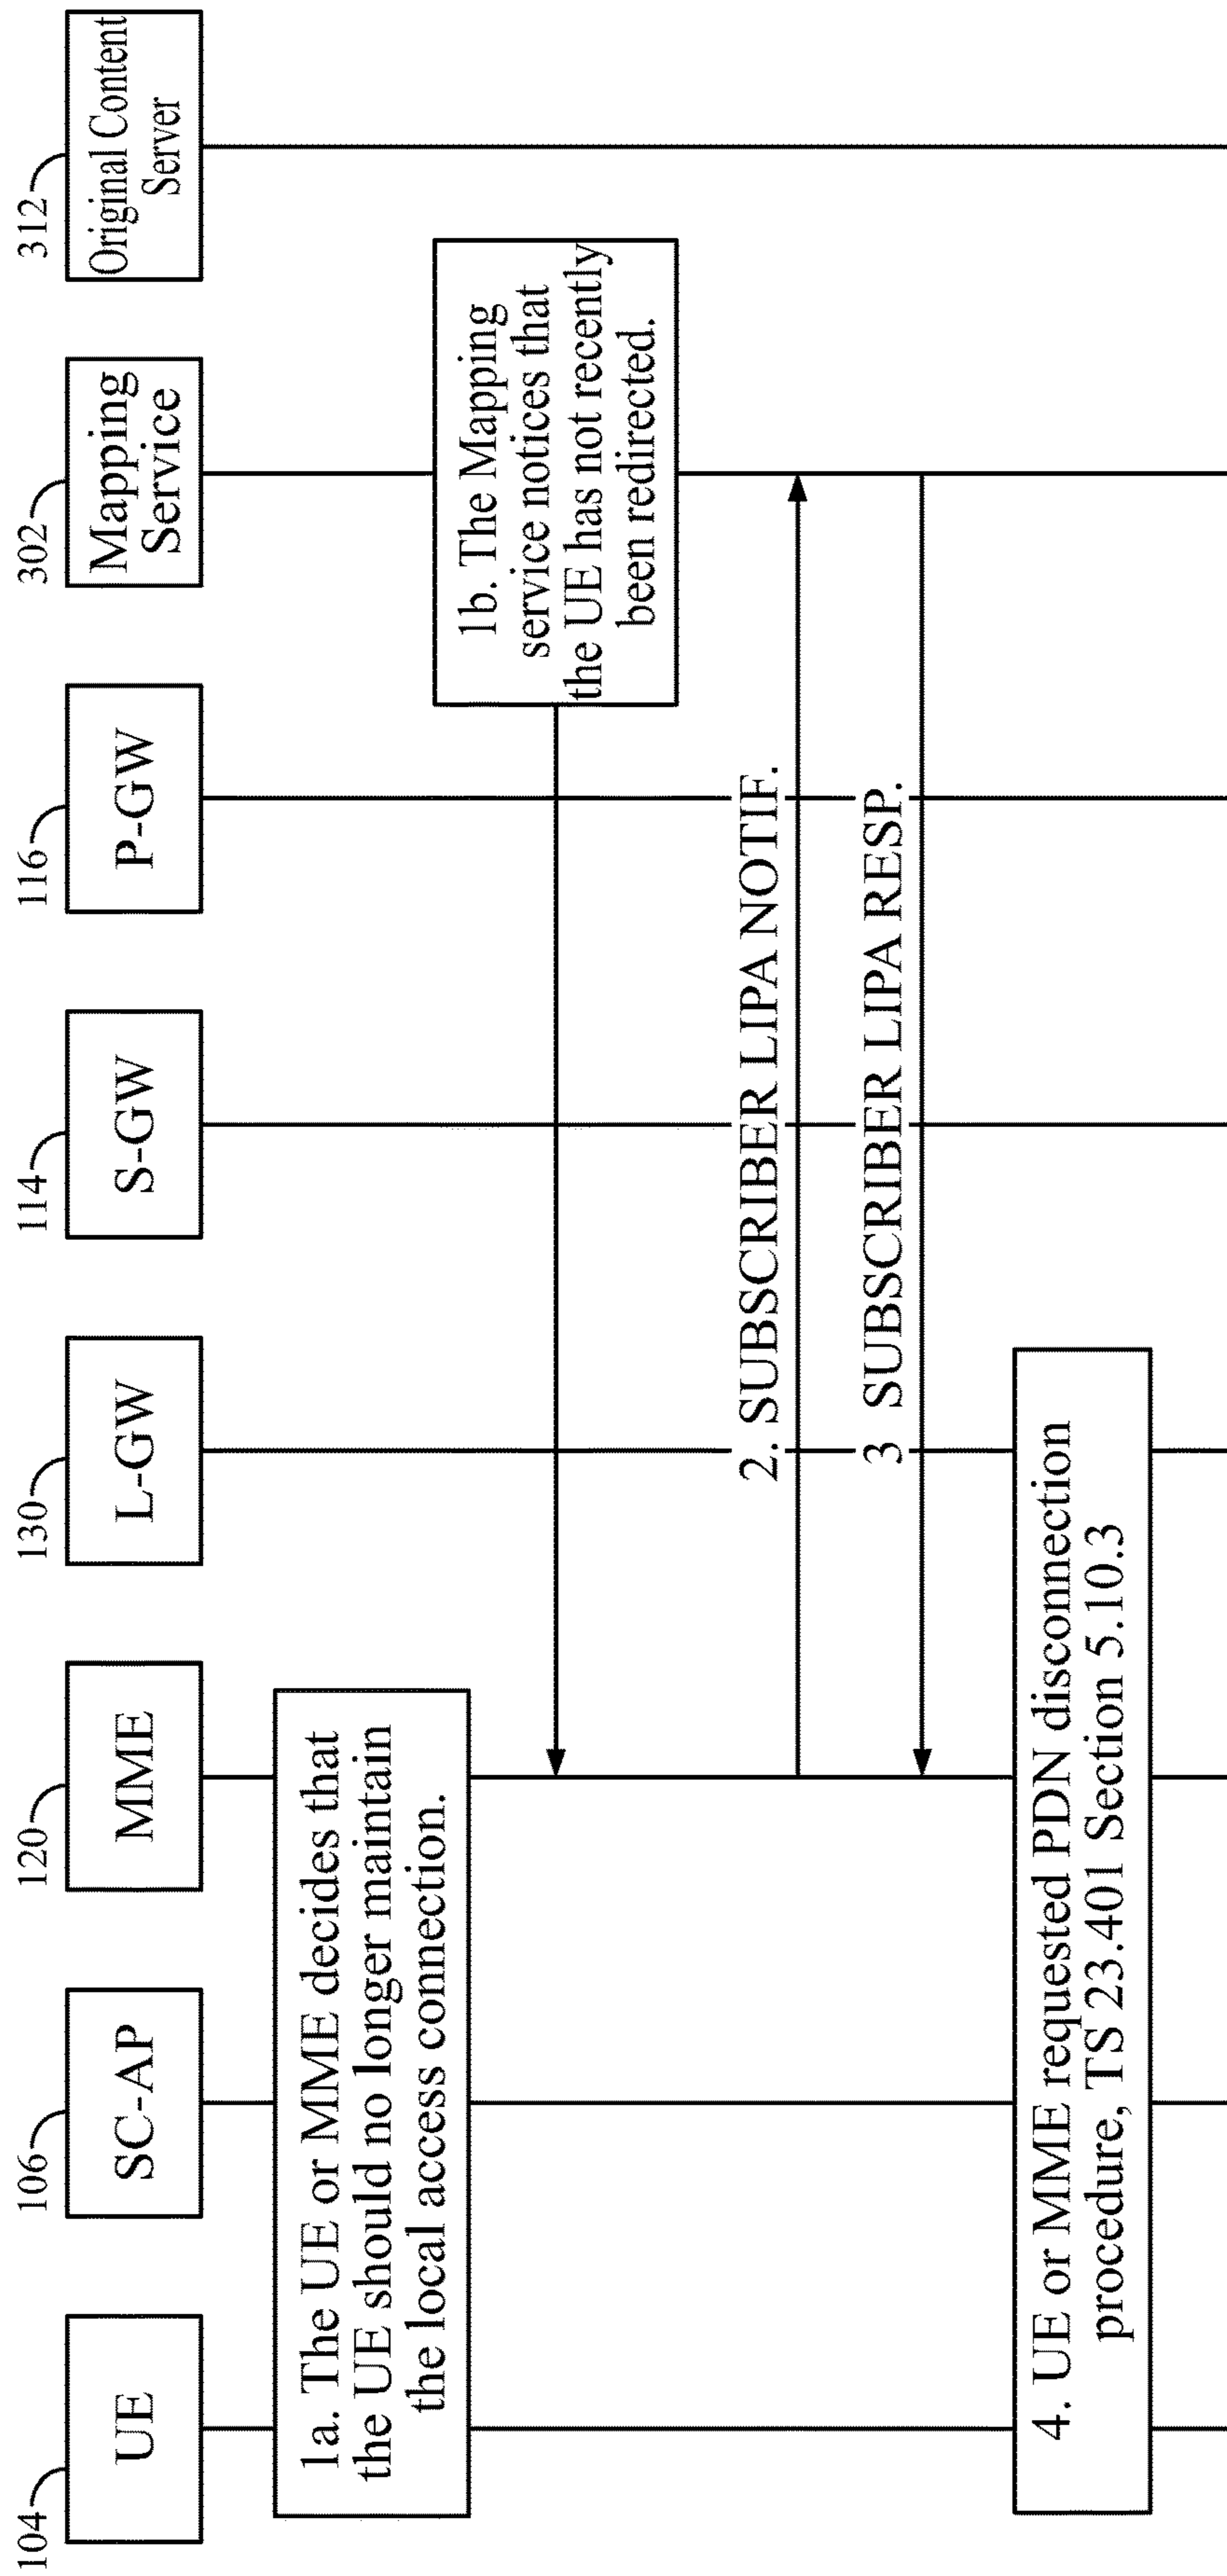 104
UE
106
SC-AP
120
MME
130
L-GW
114
S-GW
116
P-GW
302
Mapping
Service
312
Original Content
Server
1a. The UE or MME decides that
the UE should no longer maintain
the local access connection.
1b. The Mapping
service notices that
the UE has not recently
been redirected.
2. SUBSCRIBER LIPA NOTIF.
3 SUBSCRIBER LIPA RESP.
4. UE or MME requested PDN disconnection
procedure, TS 23.401 Section 5.10.3